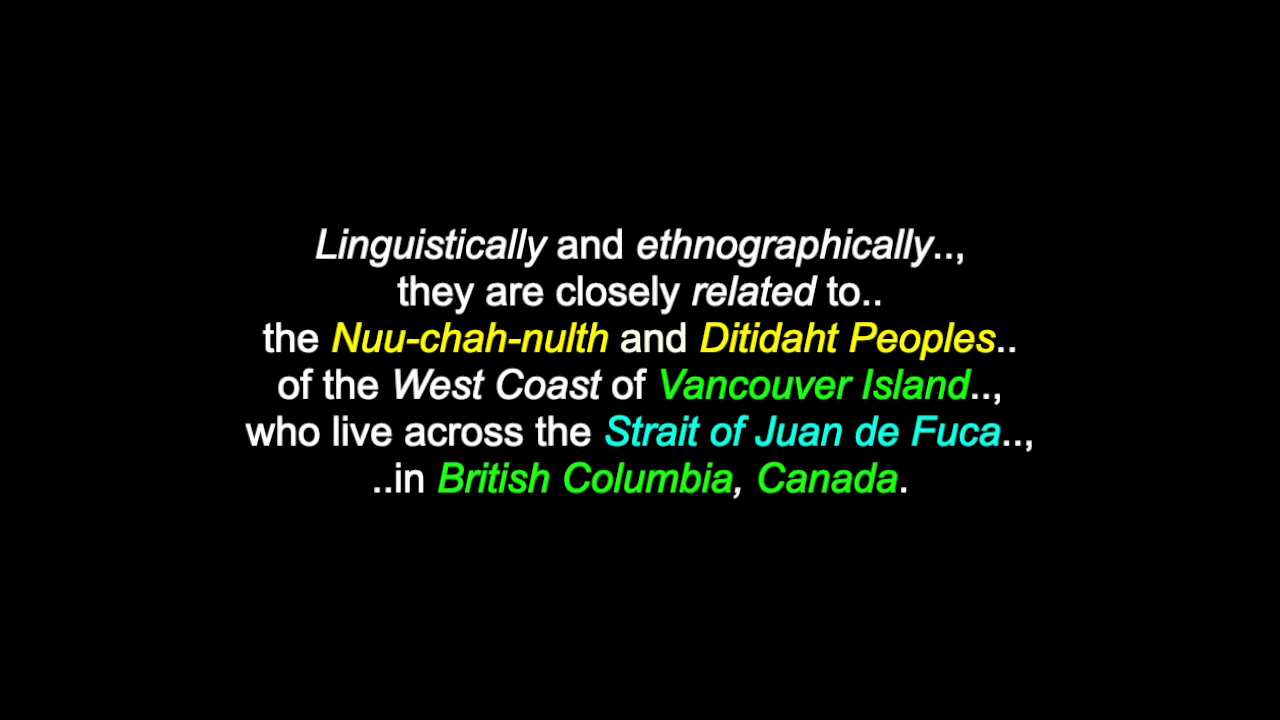 Linguistically and ethnographically..,
they are closely related to..
the Nuu-chah-nulth and Ditidaht Peoples..
of the West Coast of Vancouver Island..,
who live across the Strait of Juan de Fuca..,
..in British Columbia, Canada.